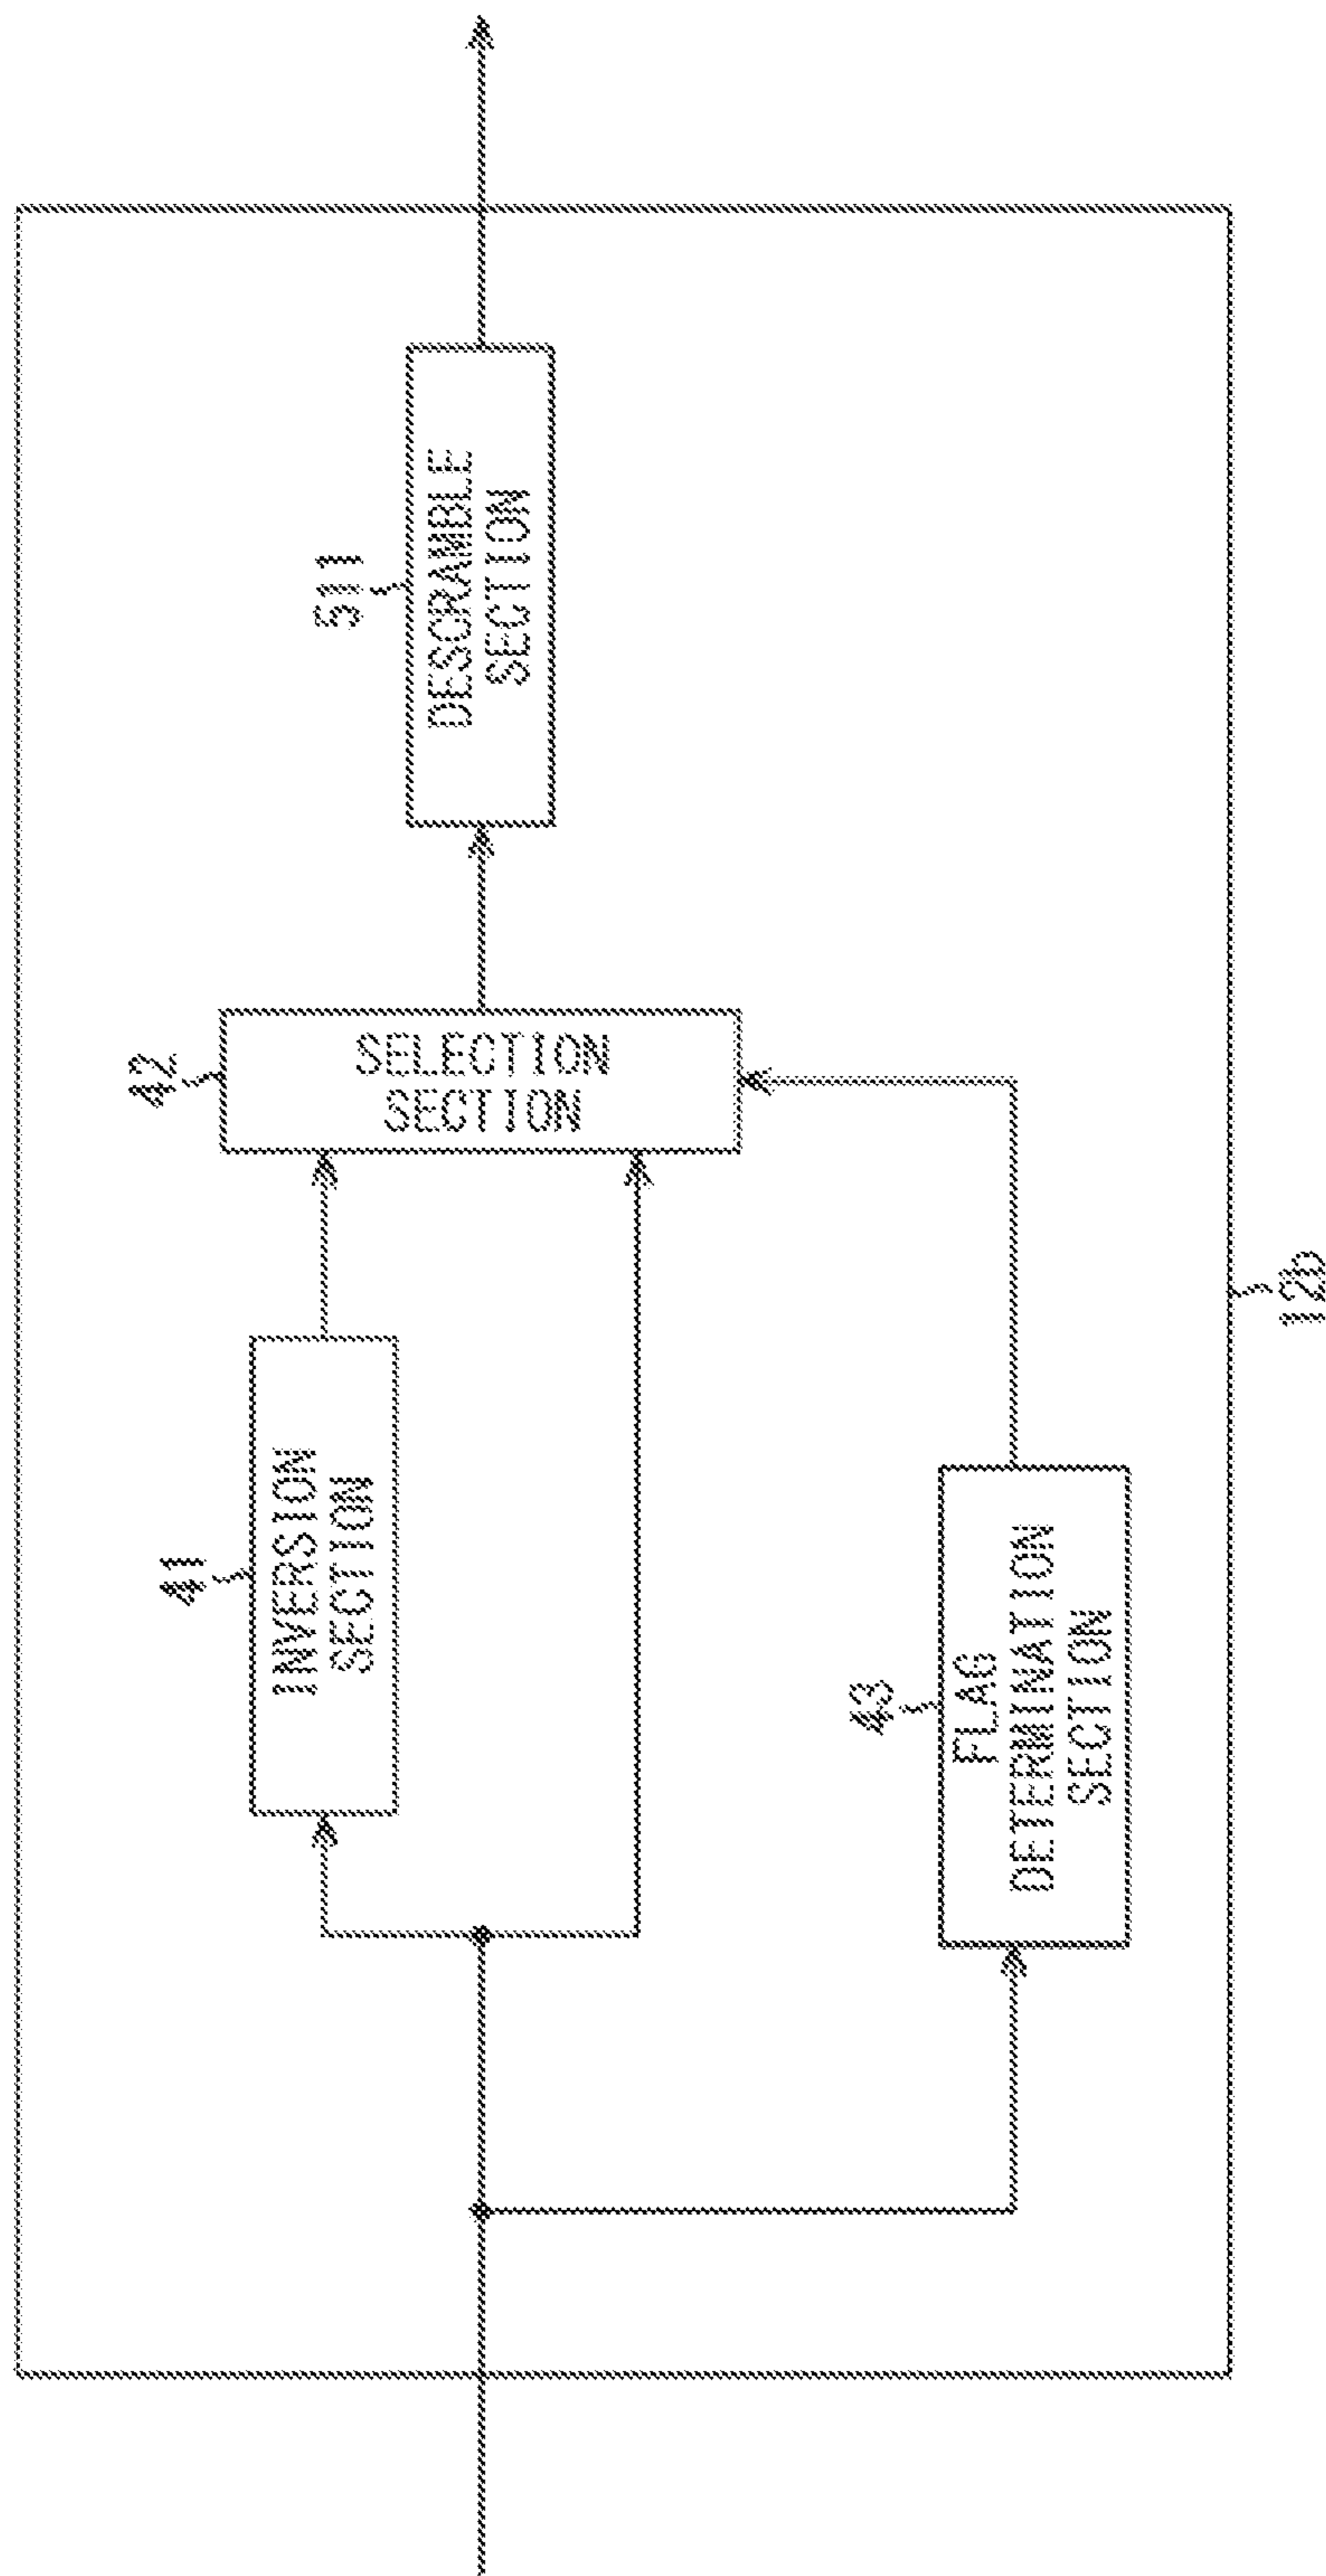 41
INVERSION
SECTION
42
SELECTION
SECTION
511
DESCRAMBLE
SECTION
43
FLAG
DETERMINATION
SECTION
12b